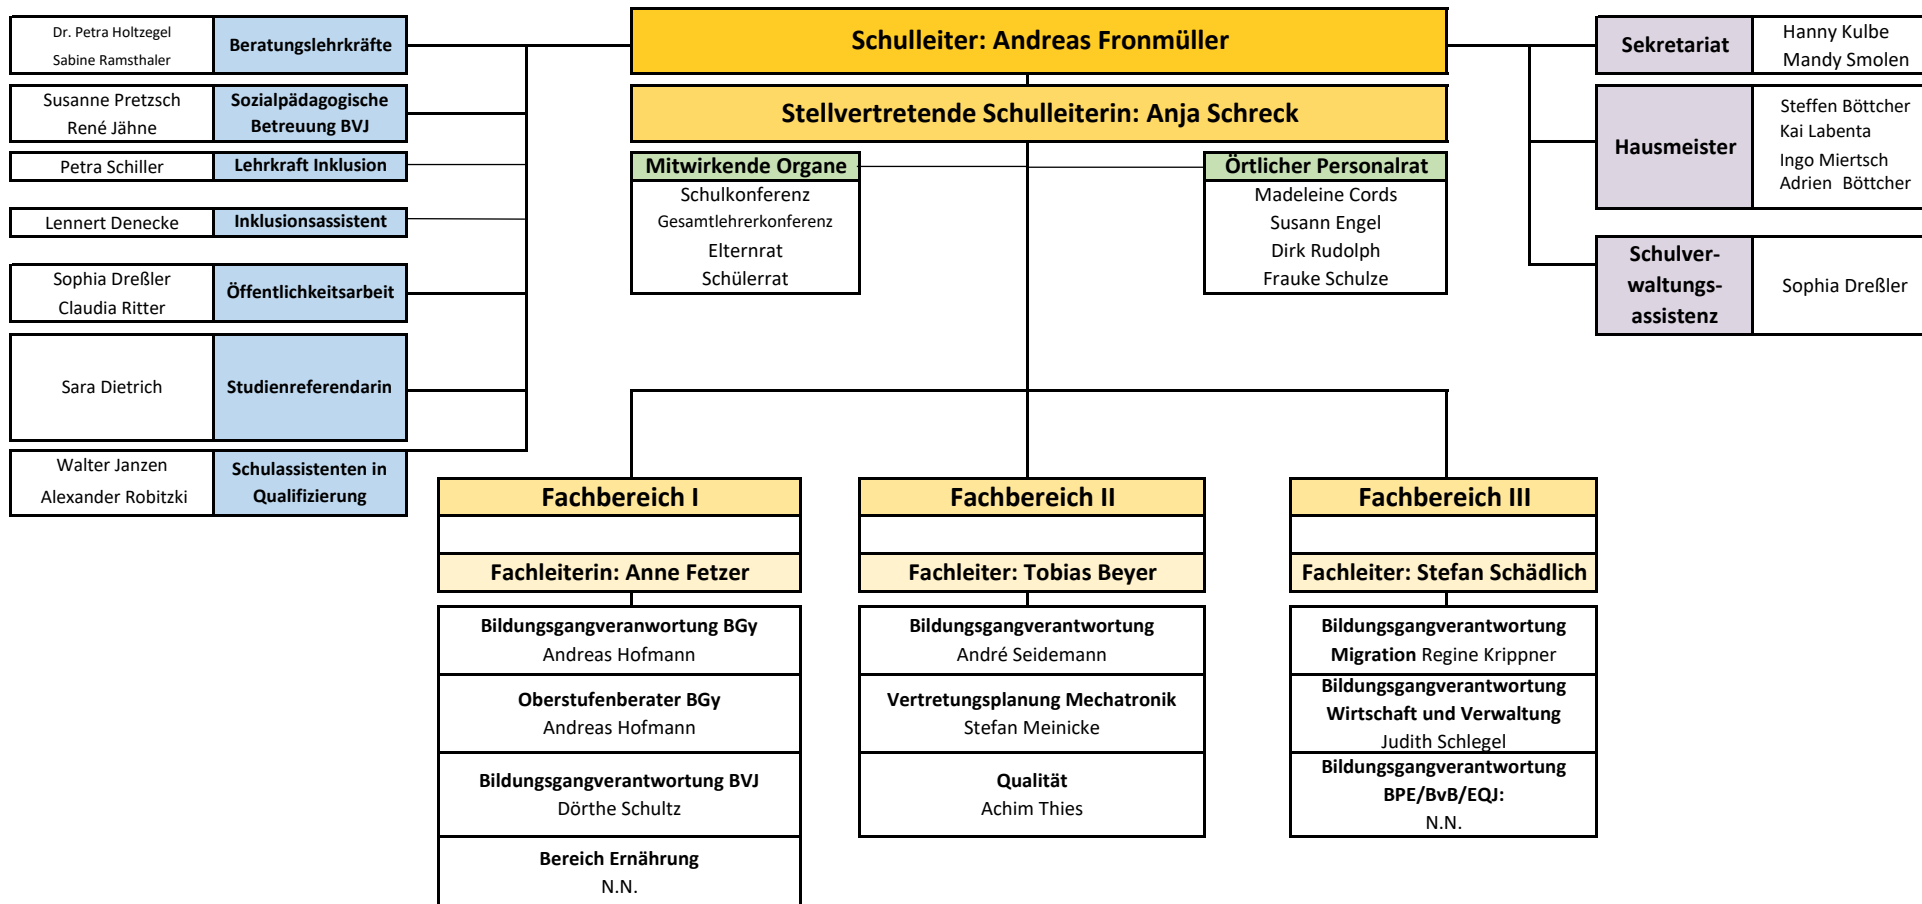 Dr. Petra Holtzegel
Sabine Ramsthaler
Beratungslehrkräfte
Susanne Pretzsch
René Jähne
Sozialpädagogische
Betreuung BVJ
Petra Schiller
Lehrkraft Inklusion
Lennert Denecke
Inklusionsassistent
Sophia Dreßler
Claudia Ritter
Öffentlichkeitsarbeit
Sara Dietrich
Studienreferendarin
Walter Janzen
Alexander Robitzki
Schulassistenten in
Qualifizierung
Schulleiter: Andreas Fronmüller
Stellvertretende Schulleiterin: Anja Schreck
Mitwirkende Organe
Schulkonferenz
Gesamtlehrerkonferenz
Elternrat
Schülerrat
Örtlicher Personalrat
Madeleine Cords
Susann Engel
Dirk Rudolph
Frauke Schulze
Sekretariat
Hanny Kulbe
Mandy Smolen
Hausmeister
Steffen Böttcher
Kai Labenta
Ingo Miertsch
Adrien Böttcher
Schulver-
waltungs-
assistenz
Sophia Dreßler
Fachbereich I
Fachleiterin: Anne Fetzer
Bildungsgangveranwortung BGy
Andreas Hofmann
Oberstufenberater BGy
Andreas Hofmann
Bildungsgangverantwortung BVJ
Dörthe Schultz
Bereich Ernährung
N.N.
Fachbereich II
Fachleiter: Tobias Beyer
Bildungsgangverantwortung
André Seidemann
Vertretungsplanung Mechatronik
Stefan Meinicke
Qualität
Achim Thies
Fachbereich III
Fachleiter: Stefan Schädlich
Bildungsgangverantwortung
Migration Regine Krippner
Bildungsgangverantwortung
Wirtschaft und Verwaltung
Judith Schlegel
Bildungsgangverantwortung
BPE/BvB/EQJ:
N.N.